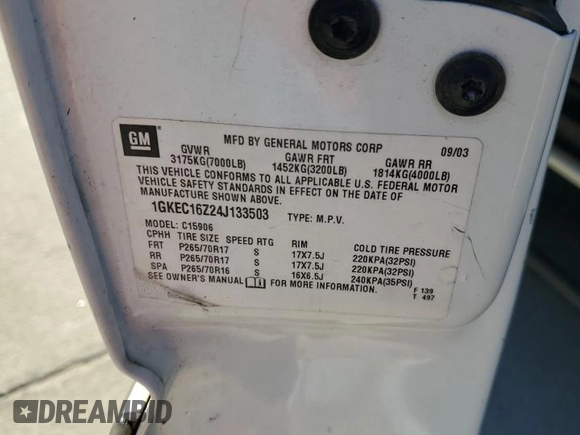 GM
MFD BY GENERAL MOTORS CORP 09/03
GVWR GAWR FRT GAWR RR
3175KG(7000LB) 1452KG(3200LB) 1814KG(4000LB)
THIS VEHICLE CONFORMS TO ALL APPLICABLE U.S. FEDERAL MOTOR
VEHICLE SAFETY STANDARDS IN EFFECT ON THE DATE OF
MANUFACTURE SHOWN ABOVE.
1GKEC16Z24J133503 TYPE: M.P.V.
MODEL: C15906
CPHH TIRE SIZE SPEED RTG RIM COLD TIRE PRESSURE
FRT P265/70R17 S 17X7.5J 220KPA(32PSI)
RR P265/70R17 S 17X7.5J 220KPA(32PSI)
SPA P265/70R16 S 16X6.5J 240KPA(35PSI)
SEE OWNER'S MANUAL FOR MORE INFORMATION. F 139
T 497
DREAMBID